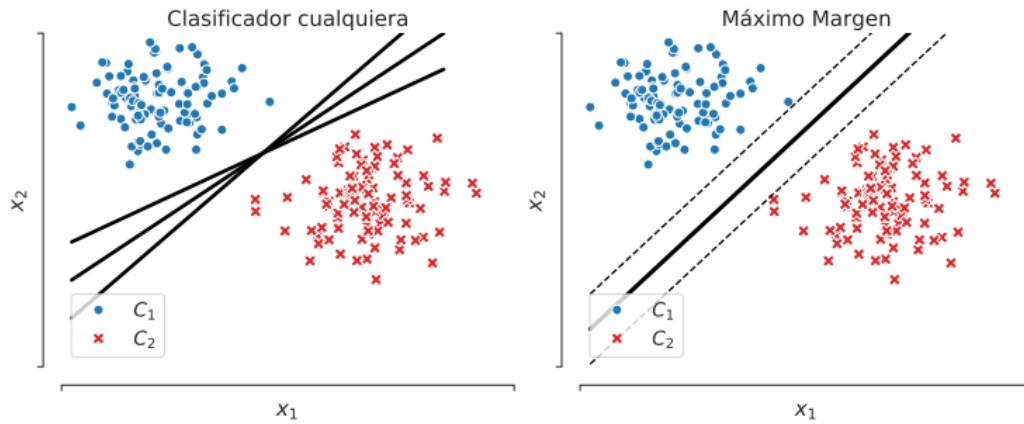 Clasificador cualquiera
x₂
C₁
C₂
x₁
Máximo Margen
x₂
C₁
C₂
x₁